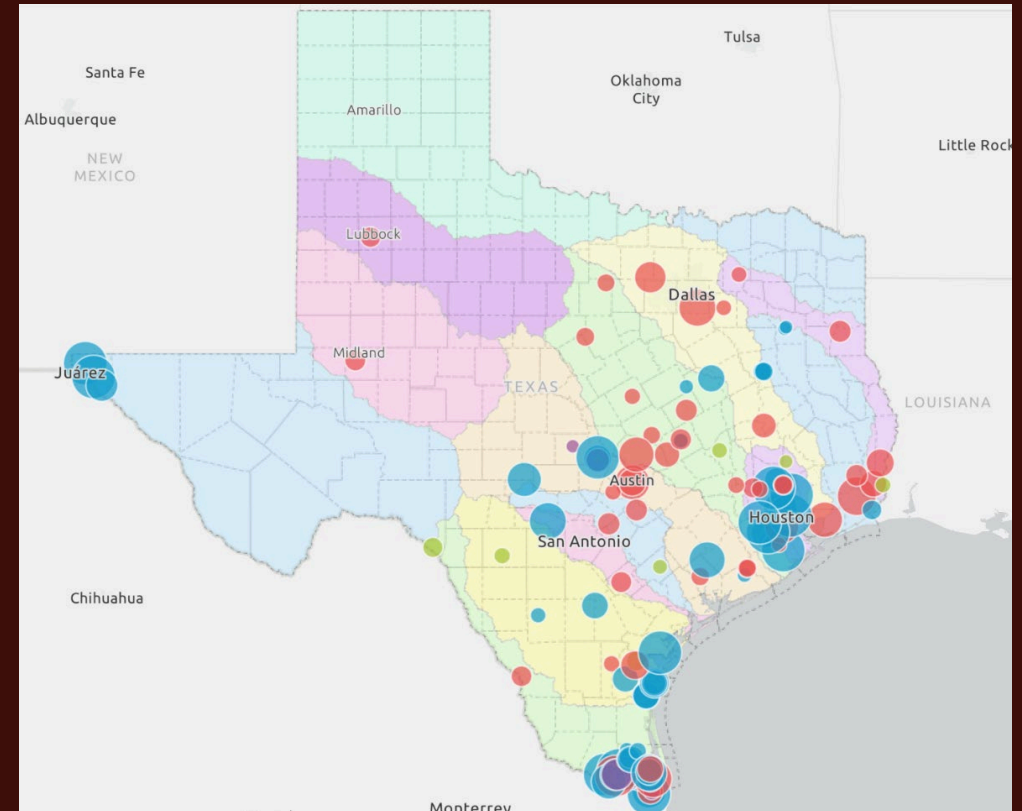 Tulsa
Santa Fe
Oklahoma
City
Amarillo
Albuquerque
Little Rock
NEW
MEXICO
Lubbock
Dallas
Midland
Juárez
TEXAS
LOUISIANA
Austin
Houston
San Antonio
Chihuahua
Monterrey